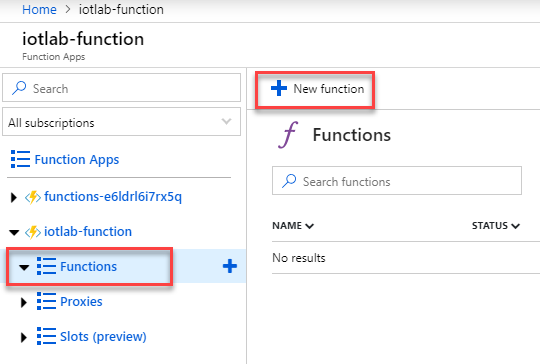 Home > iotlab-function
iotlab-function
Function Apps
Search
All subscriptions
Function Apps
functions-e6ldrl6i7rx5q
iotlab-function
Functions
Proxies
Slots (preview)
New function
Functions
Search functions
NAME STATUS
No results